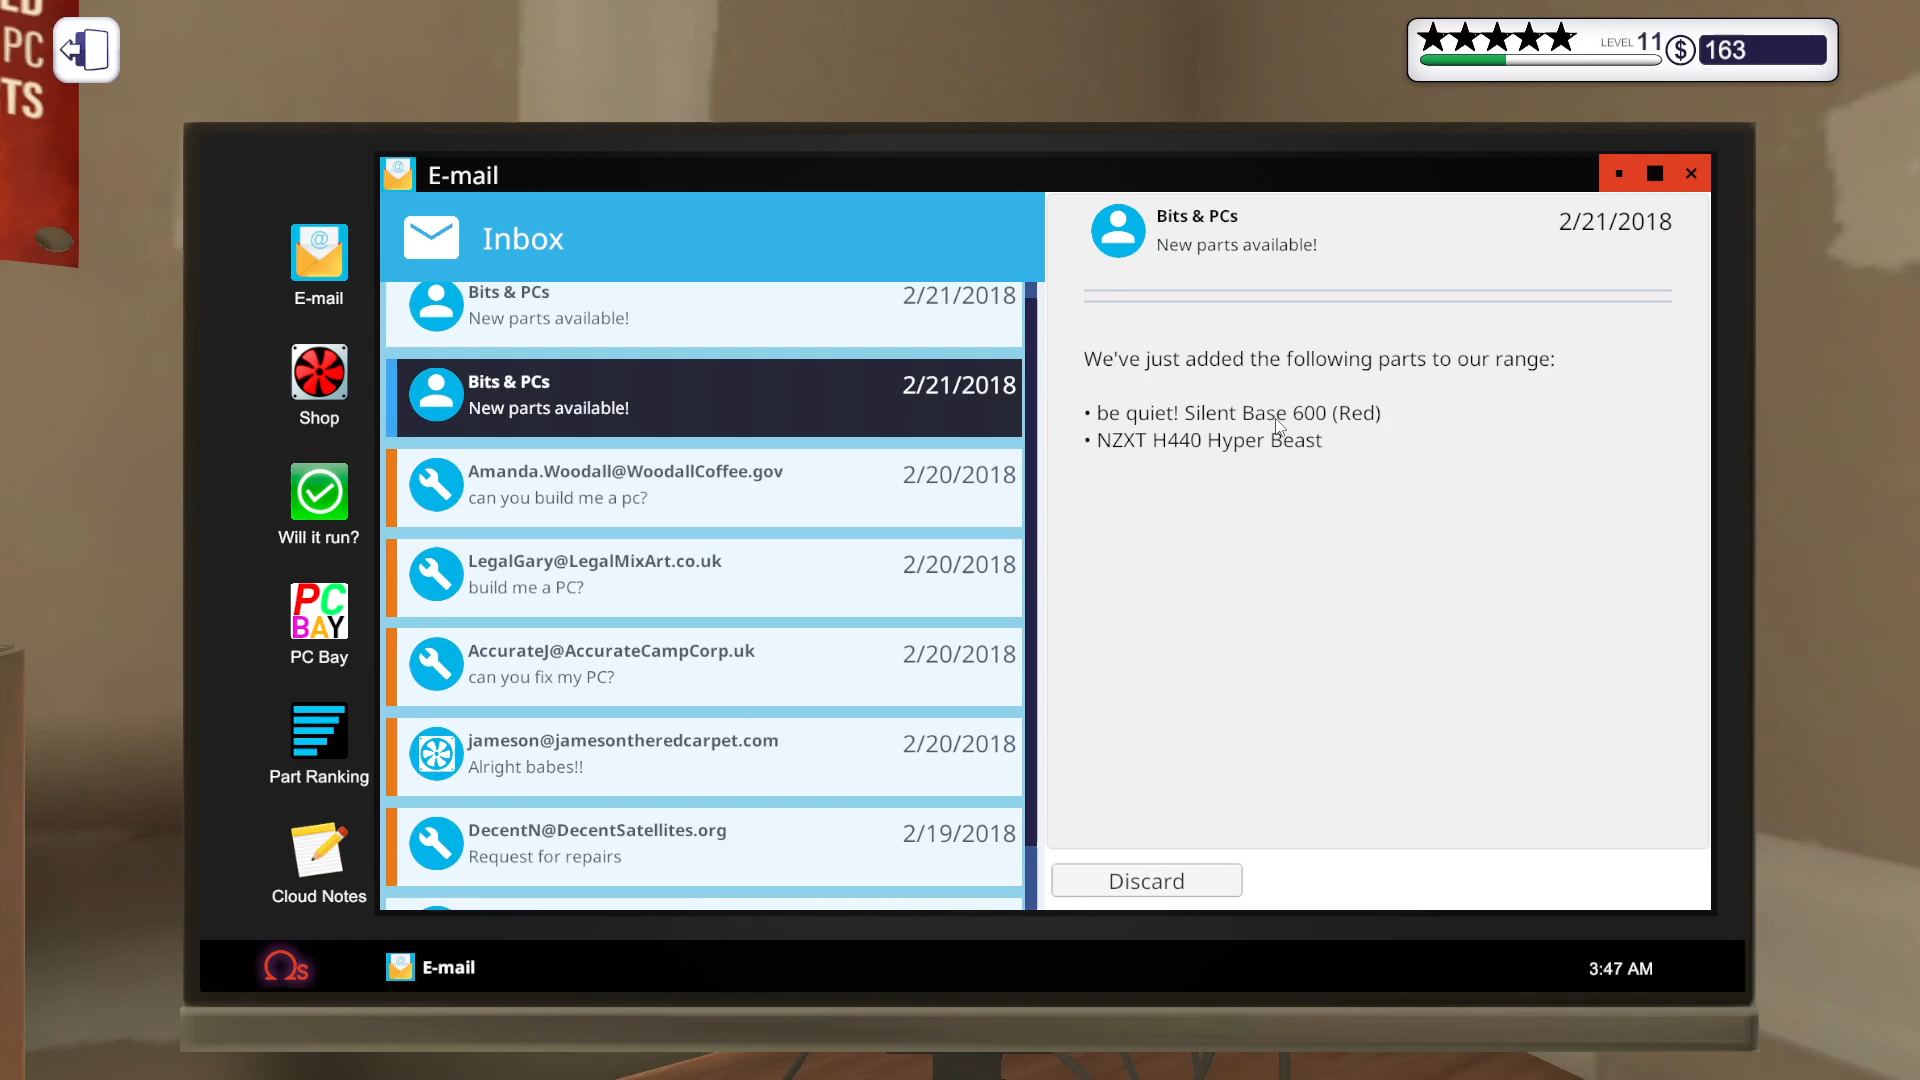 ED
PC
TS
LEVEL 11
$ 163
E-mail
E-mail
Shop
Will it run?
PC
BAY
PC Bay
Part Ranking
Cloud Notes
Inbox
Bits & PCs
2/21/2018
New parts available!
Bits & PCs
2/21/2018
New parts available!
Amanda.Woodall@WoodallCoffee.gov
2/20/2018
can you build me a pc?
LegalGary@LegalMixArt.co.uk
2/20/2018
build me a PC?
AccurateJ@AccurateCampCorp.uk
2/20/2018
can you fix my PC?
jameson@jamesontheredcarpet.com
2/20/2018
Alright babes!!
DecentN@DecentSatellites.org
2/19/2018
Request for repairs
Bits & PCs
2/21/2018
New parts available!
We've just added the following parts to our range:
• be quiet! Silent Base 600 (Red)
• NZXT H440 Hyper Beast
Discard
Ωs
E-mail
3:47 AM